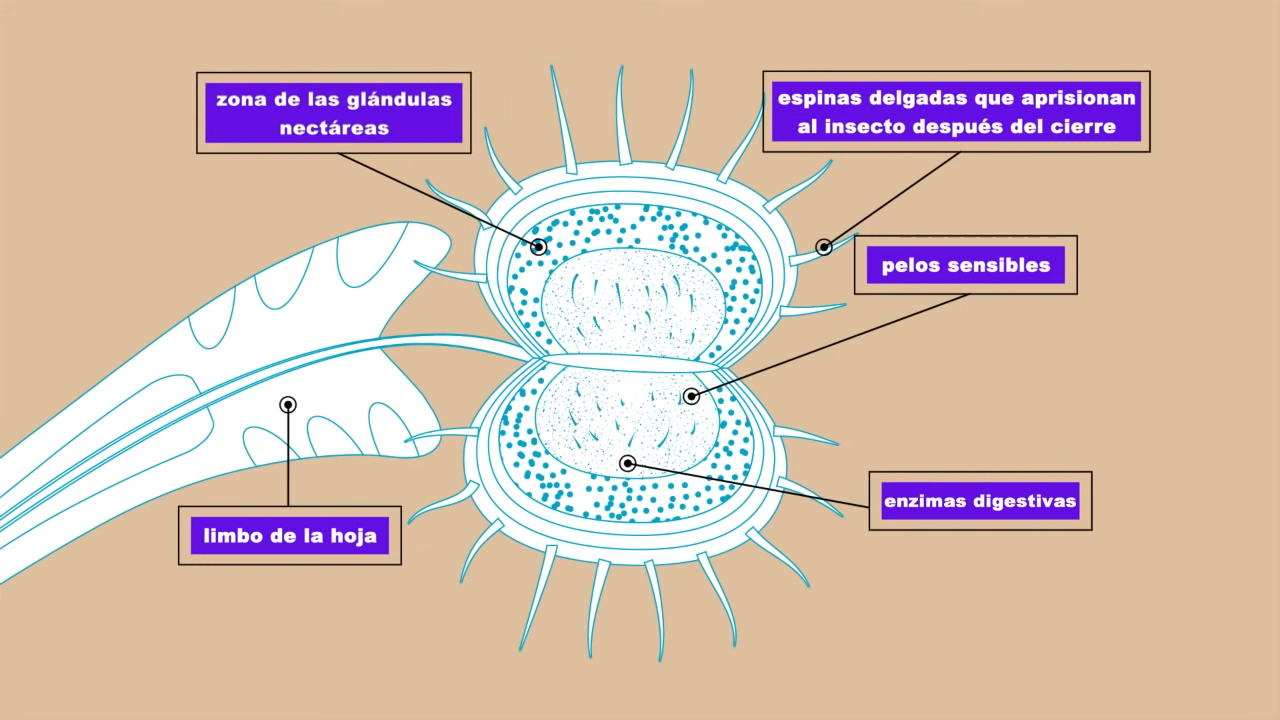 zona de las glándulas
nectáreas
espinas delgadas que aprisionan
al insecto después del cierre
pelos sensibles
enzimas digestivas
limbo de la hoja